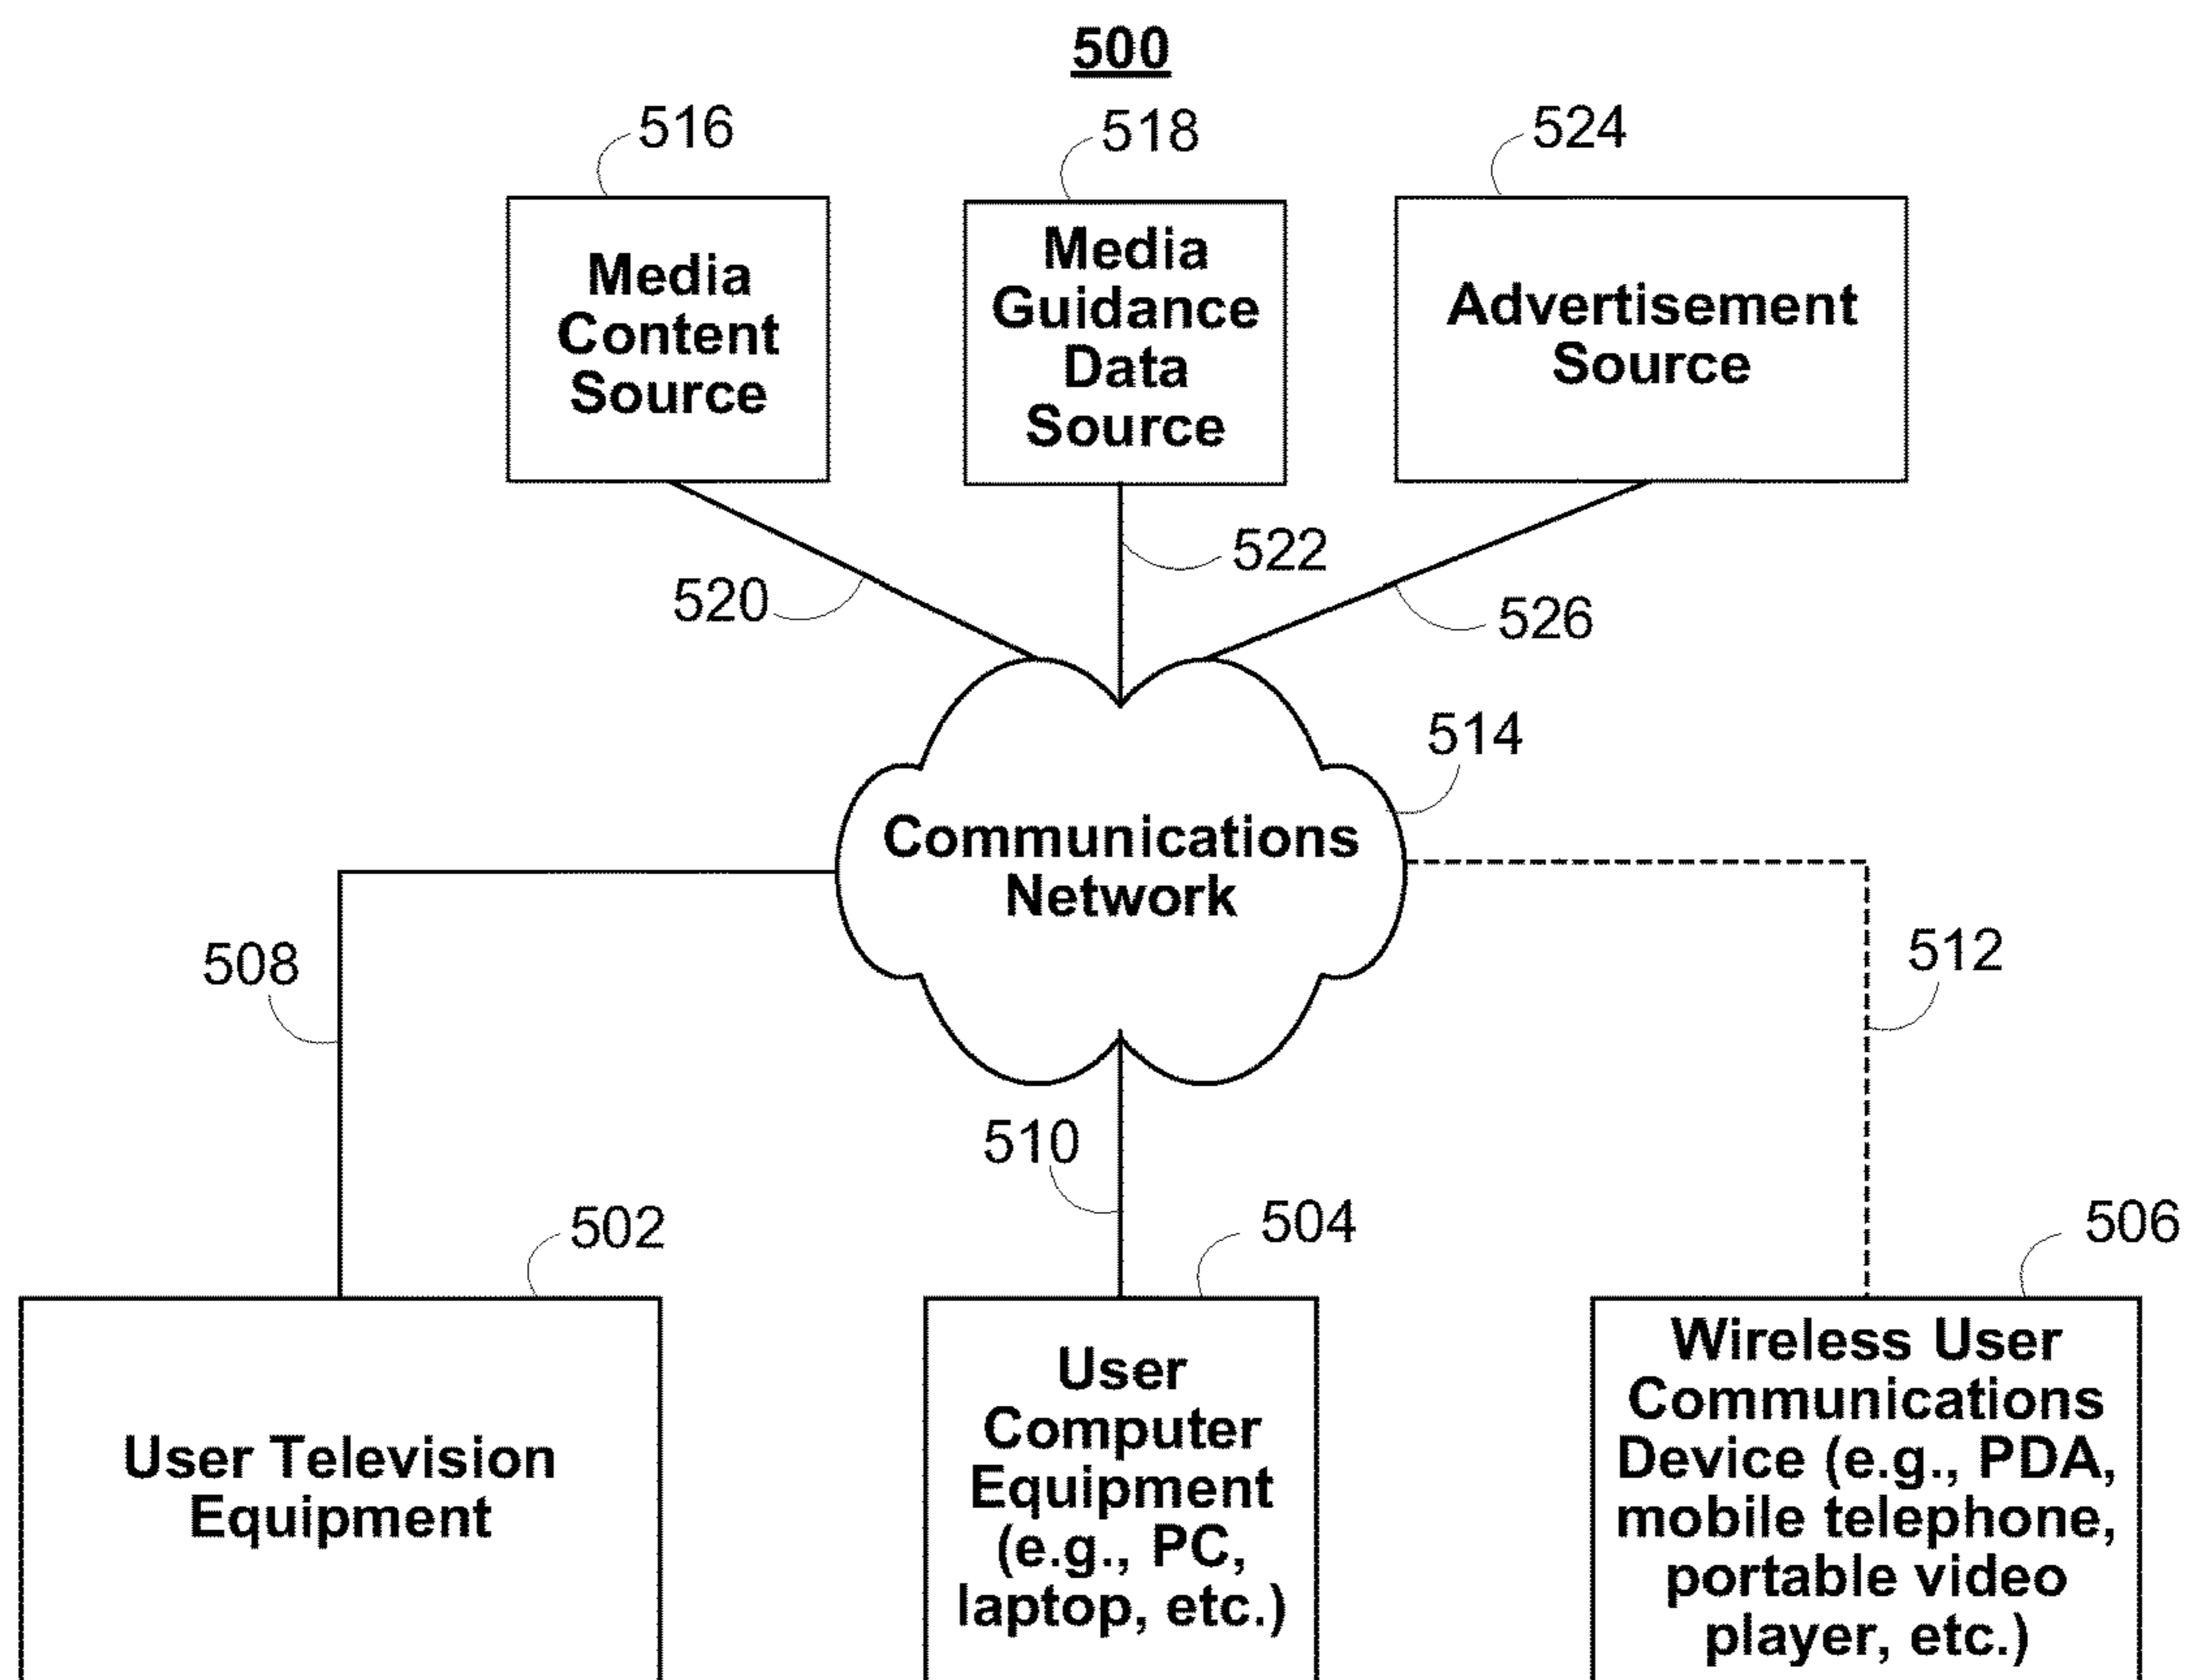 500
516
518
524
Media
Content
Source
Media
Guidance
Data
Source
Advertisement
Source
522
520
526
514
Communications
Network
508
512
510
502
504
506
User Television
Equipment
User
Computer
Equipment
(e.g., PC,
laptop, etc.)
Wireless User
Communications
Device (e.g., PDA,
mobile telephone,
portable video
player, etc.)